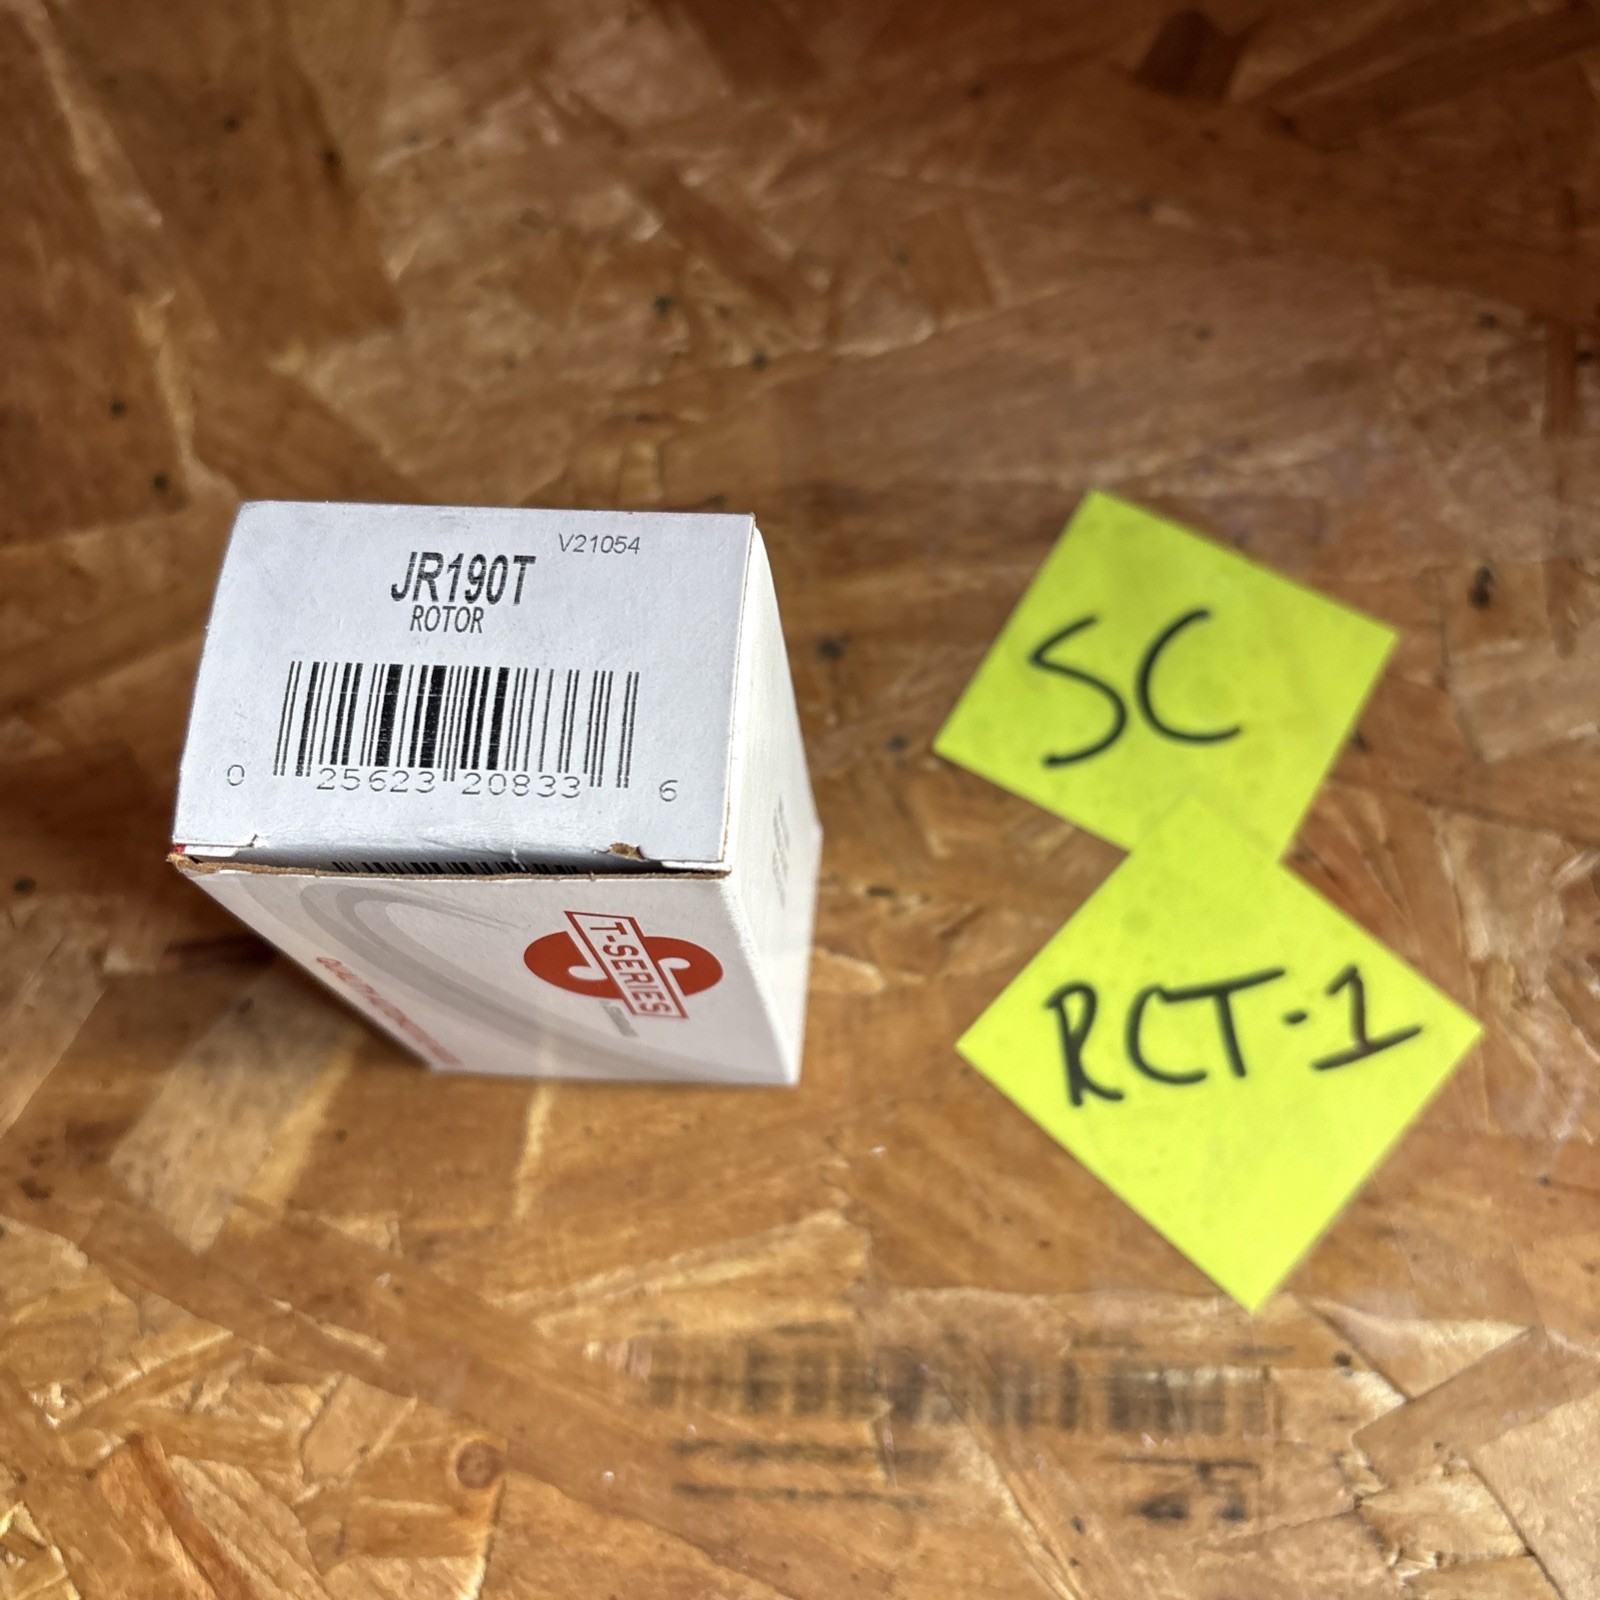 V21054
JR190T
ROTOR
0 25623 20833 6
T-SERIES
SC
RCT-1